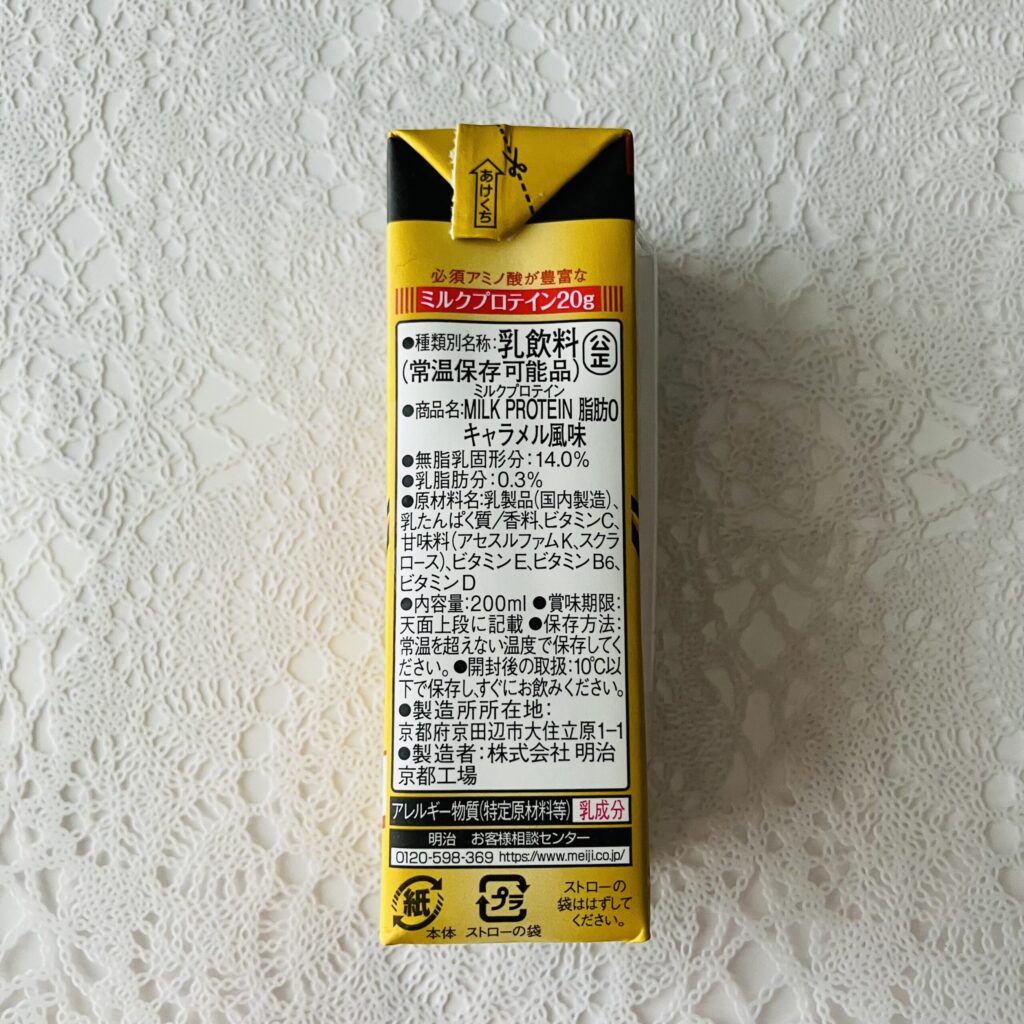 あけくち
必須アミノ酸が豊富な
ミルクプロテイン20g
●種類別名称:乳飲料 公正
(常温保存可能品)
ミルクプロテイン
●商品名:MILK PROTEIN 脂肪0
キャラメル風味
●無脂乳固形分:14.0%
●乳脂肪分:0.3%
●原材料名:乳製品(国内製造)、
乳たんぱく質/香料、ビタミンC、
甘味料(アセスルファムK、スクラ
ロース)、ビタミンE、ビタミンB6、
ビタミンD
●内容量:200ml ●賞味期限:
天面上段に記載 ●保存方法:
常温を超えない温度で保存してく
ださい。●開封後の取扱:10℃以
下で保存し、すぐにお飲みください。
●製造所所在地:
京都府京田辺市大住立原1-1
●製造者:株式会社 明治
京都工場
アレルギー物質(特定原材料等) 乳成分
明治 お客様相談センター
0120-598-369 https://www.meiji.co.jp/
紙
本体
プラ
ストローの袋
ストローの
袋ははずして
ください。